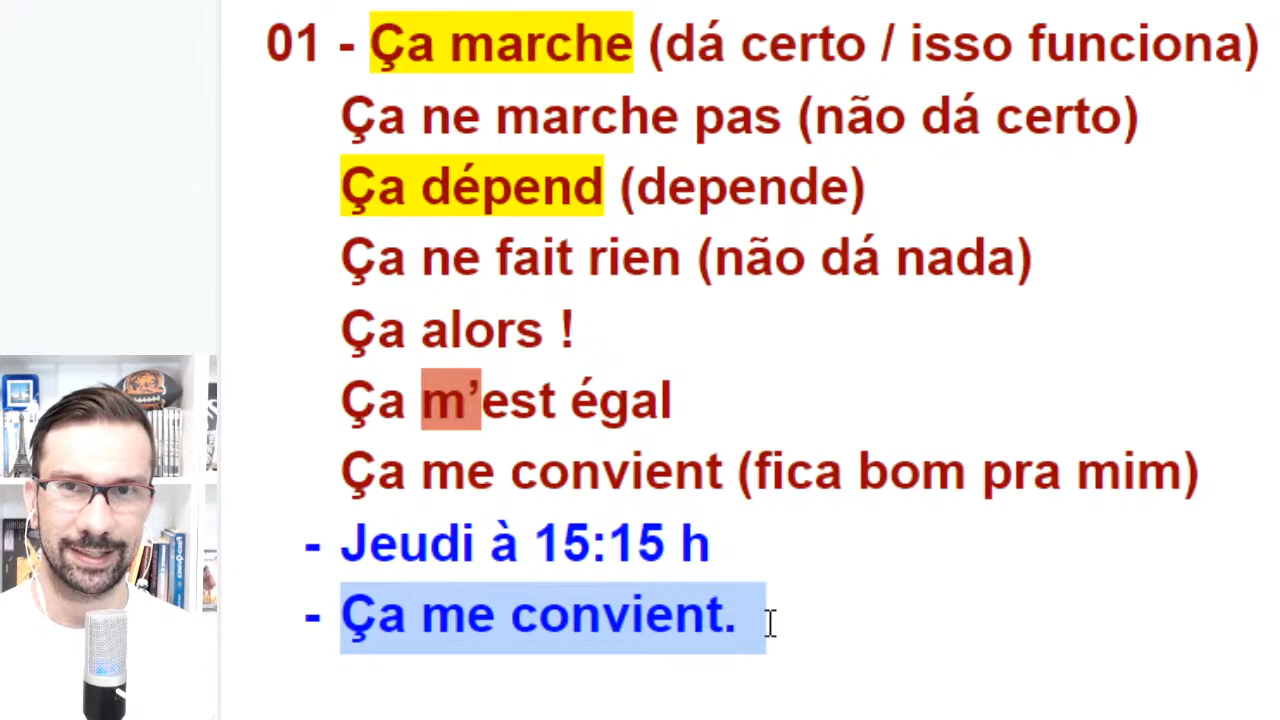 01 - Ça marche (dá certo / isso funciona)
Ça ne marche pas (não dá certo)
Ça dépend (depende)
Ça ne fait rien (não dá nada)
Ça alors !
Ça m’est égal
Ça me convient (fica bom pra mim)
- Jeudi à 15:15 h
- Ça me convient.